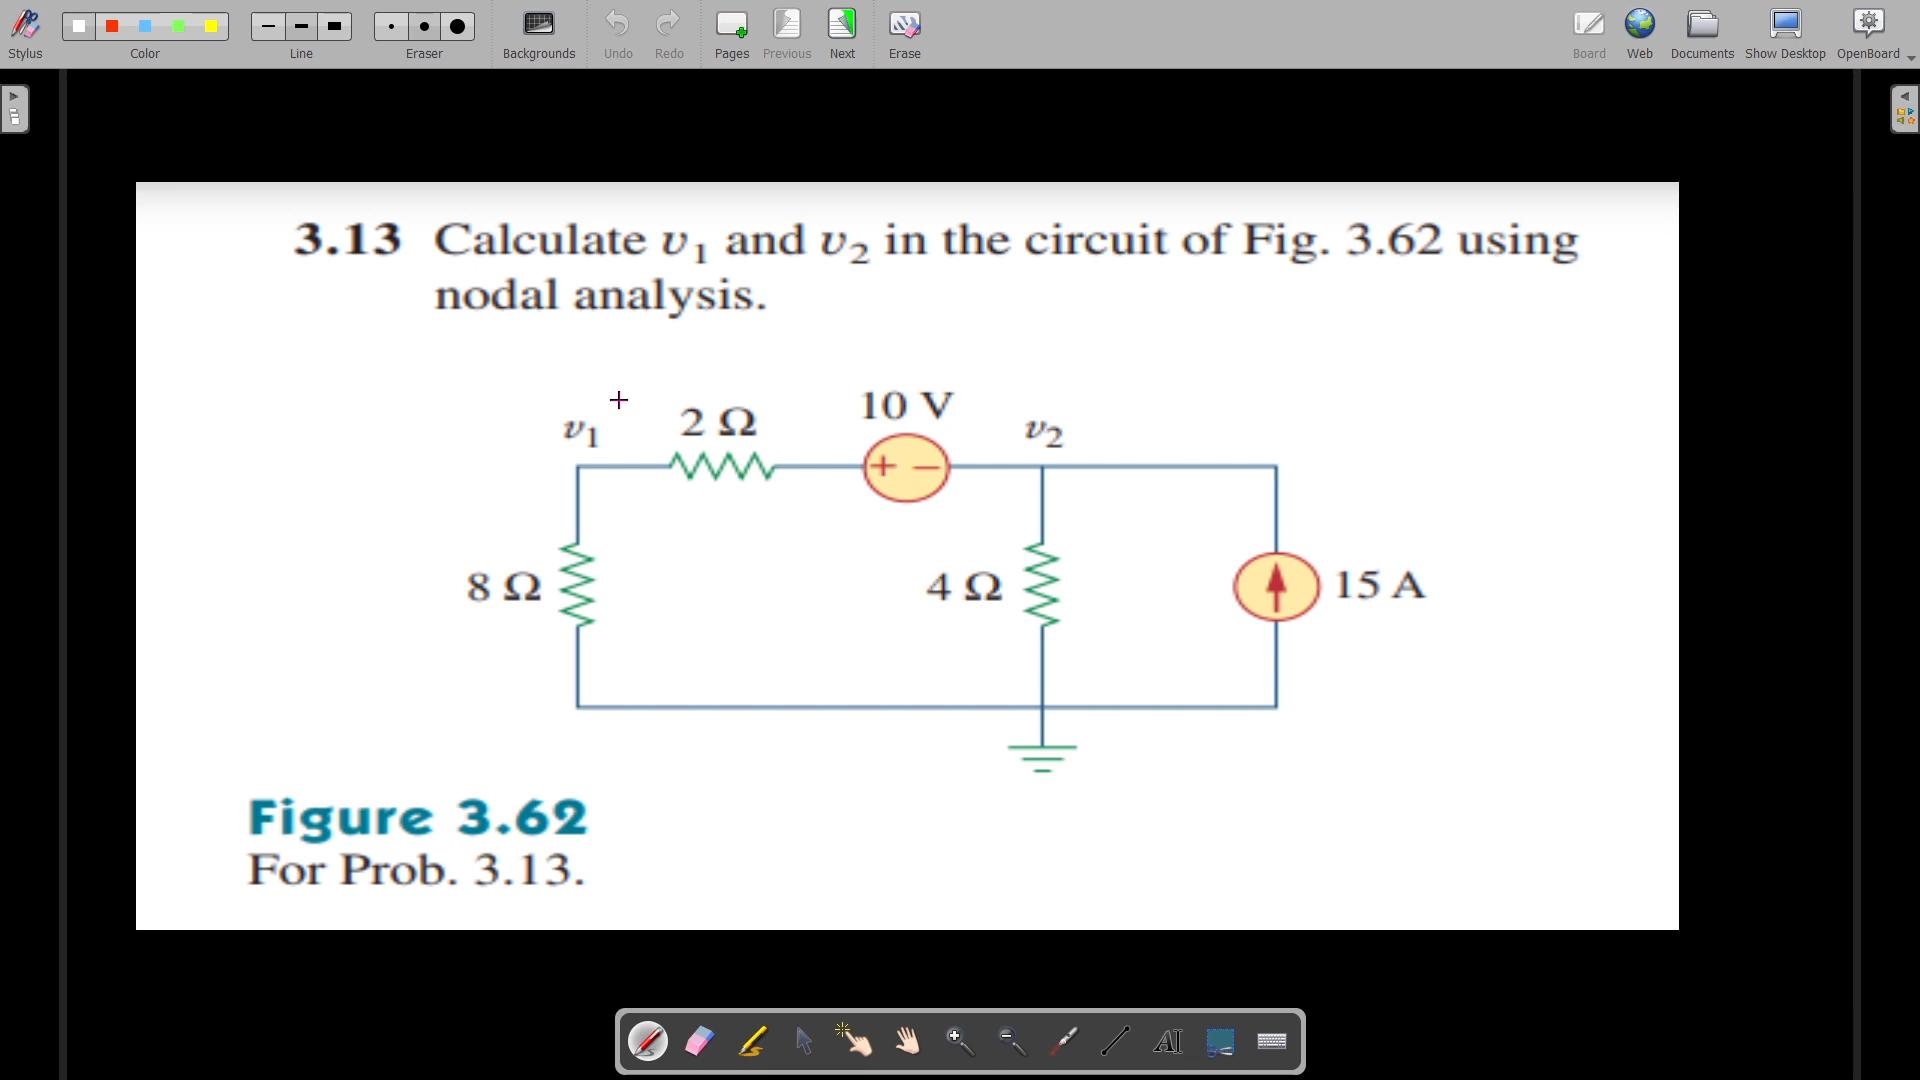 Stylus
Color
Line
Eraser
Backgrounds
Undo
Redo
Pages
Previous
Next
Erase
Board
Web
Documents
Show Desktop
OpenBoard
3.13 Calculate v₁ and v₂ in the circuit of Fig. 3.62 using
nodal analysis.
v₁
2 Ω
10 V
v₂
+ −
8 Ω
4 Ω
15 A
Figure 3.62
For Prob. 3.13.
AI